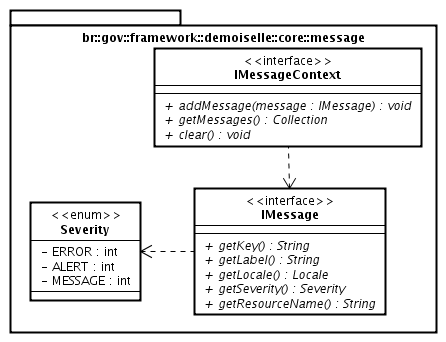 br::gov::framework::demoiselle::core::message
<<interface>>
IMessageContext
+ addMessage(message : IMessage) : void
+ getMessages() : Collection
+ clear() : void
<<enum>>
Severity
- ERROR : int
- ALERT : int
- MESSAGE : int
<<interface>>
IMessage
+ getKey() : String
+ getLabel() : String
+ getLocale() : Locale
+ getSeverity() : Severity
+ getResourceName() : String